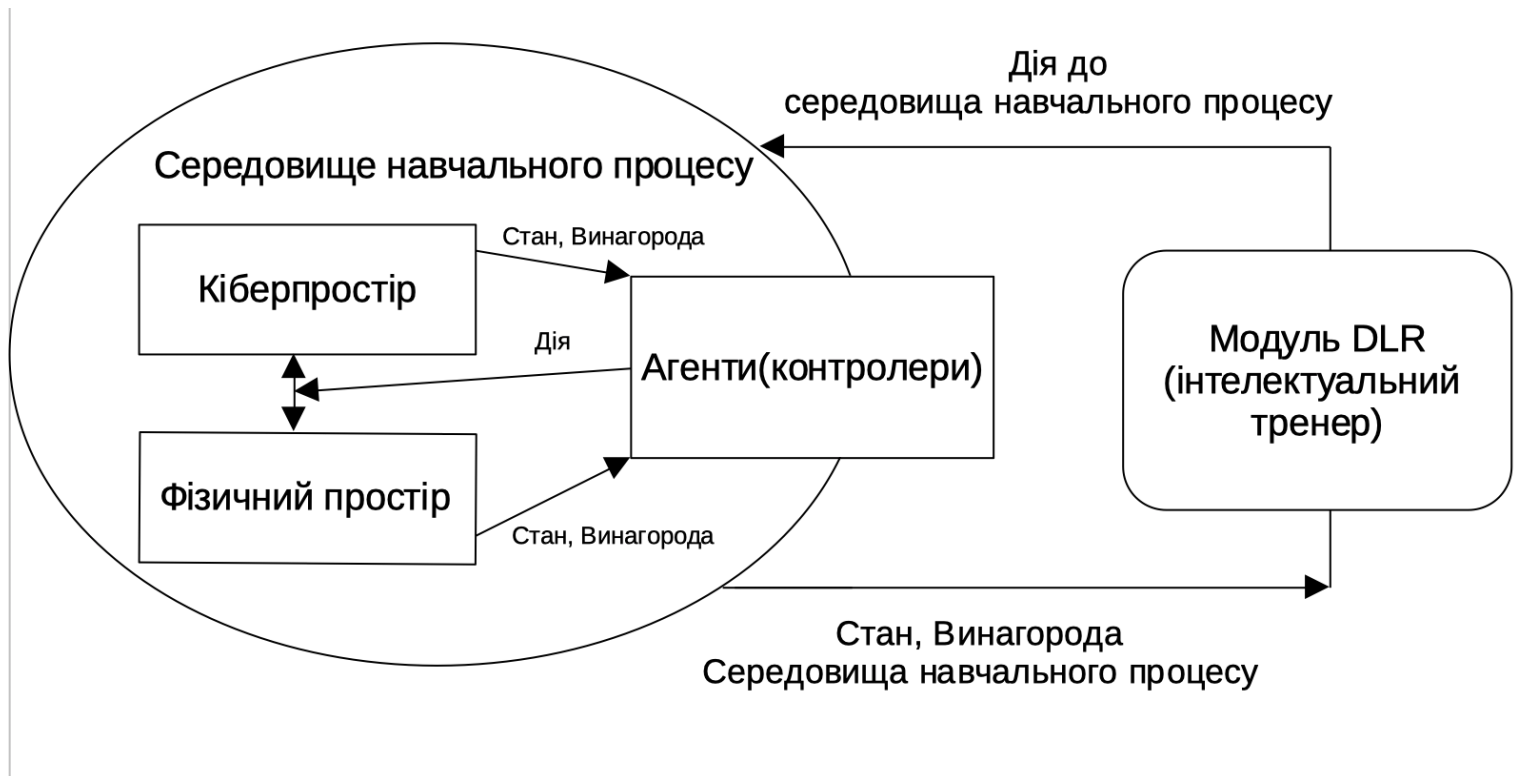 Дія до
середовища навчального процесу
Середовище навчального процесу
Стан, Винагорода
Кіберпростір
Дія
Агенти(контролери)
Модуль DLR
(інтелектуальний
тренер)
Фізичний простір
Стан, Винагорода
Стан, Винагорода
Середовища навчального процесу